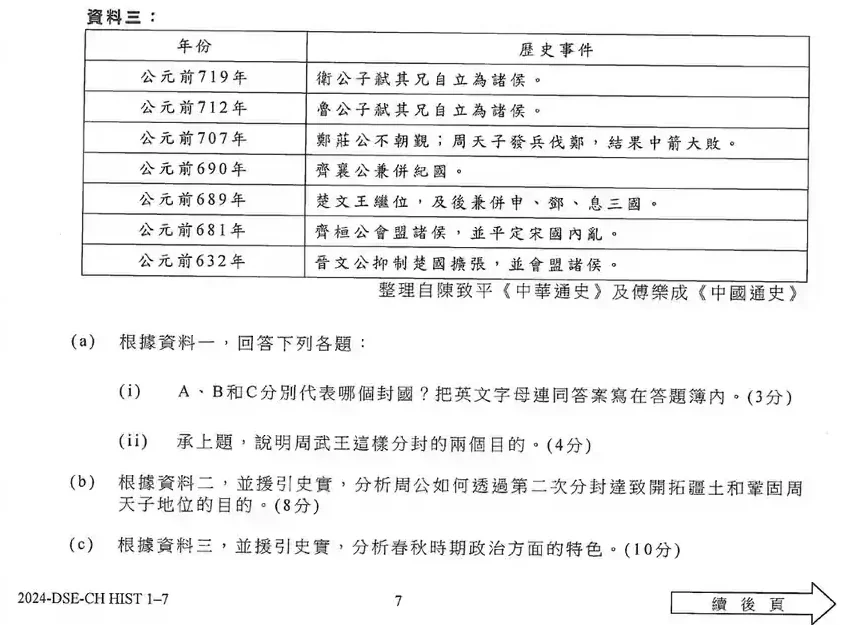 資料三：
年份 歷史事件
公元前719年 衛公子弒其兄自立為諸侯。
公元前712年 魯公子弒其兄自立為諸侯。
公元前707年 鄭莊公不朝覲；周天子發兵伐鄭，結果中箭大敗。
公元前690年 齊襄公兼併紀國。
公元前689年 楚文王繼位，及後兼併申、鄧、息三國。
公元前681年 齊桓公會盟諸侯，並平定宋國內亂。
公元前632年 晉文公抑制楚國擴張，並會盟諸侯。
整理自陳致平《中華通史》及傅樂成《中國通史》
(a) 根據資料一，回答下列各題：
(i) A、B和C分別代表哪個封國？把英文字母連同答案寫在答題簿內。(3分)
(ii) 承上題，說明周武王這樣分封的兩個目的。(4分)
(b) 根據資料二，並援引史實，分析周公如何透過第二次分封達致開拓疆土和鞏固周
天子地位的目的。(8分)
(c) 根據資料三，並援引史實，分析春秋時期政治方面的特色。(10分)
2024-DSE-CH HIST 1–7
7
續後頁